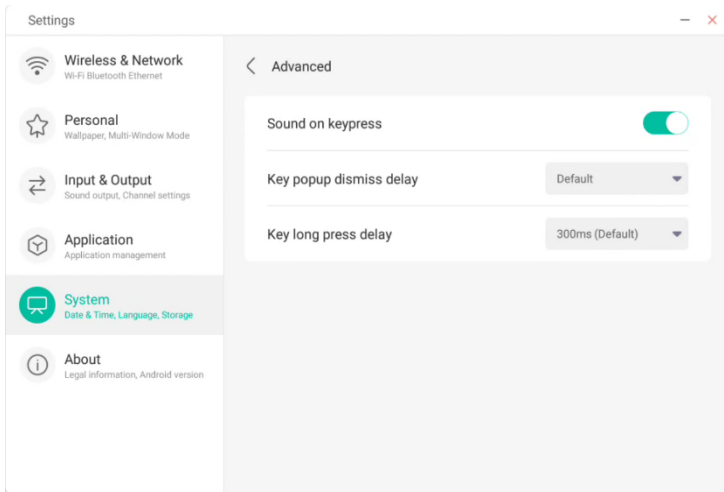 Settings
Wireless & Network
Wi-Fi Bluetooth Ethernet
Personal
Wallpaper, Multi-Window Mode
Input & Output
Sound output, Channel settings
Application
Application management
System
Date & Time, Language, Storage
About
Legal information, Android version
Advanced
Sound on keypress
Key popup dismiss delay
Default
Key long press delay
300ms (Default)